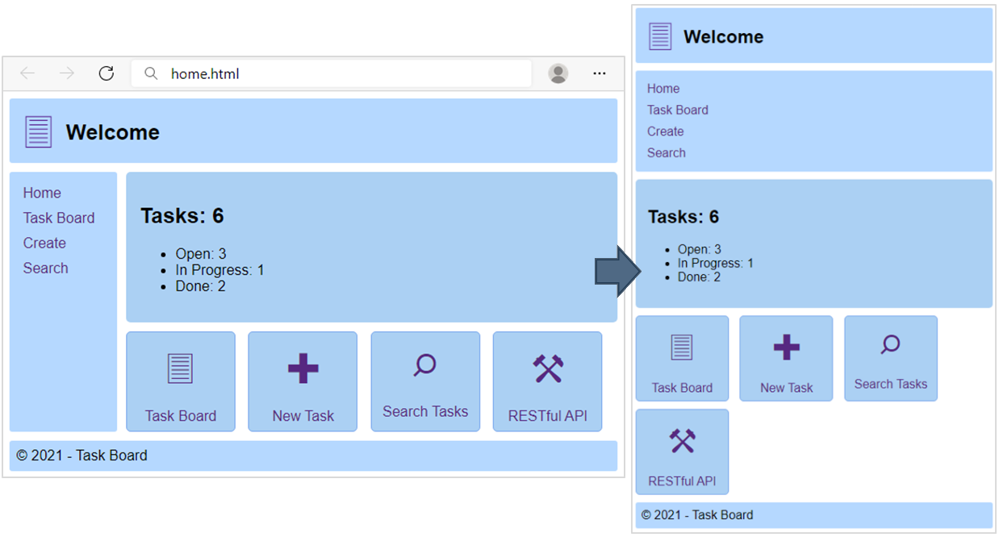 home.html
Welcome
Home
Task Board
Create
Search
Tasks: 6
Open: 3
In Progress: 1
Done: 2
Task Board
New Task
Search Tasks
RESTful API
© 2021 - Task Board
Welcome
Home
Task Board
Create
Search
Tasks: 6
Open: 3
In Progress: 1
Done: 2
Task Board
New Task
Search Tasks
RESTful API
© 2021 - Task Board